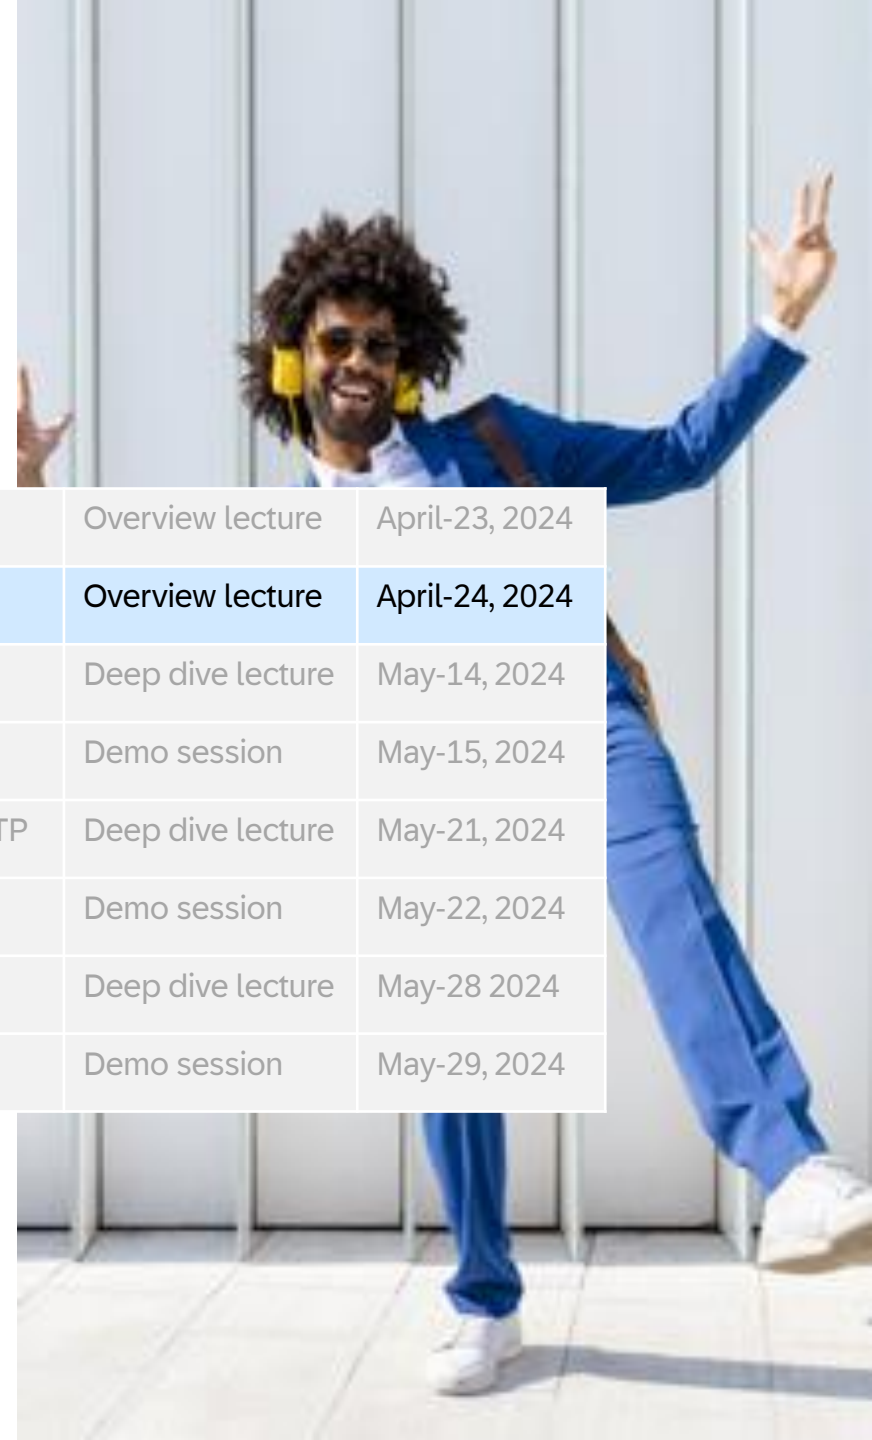 Overview lecture April-23, 2024
Overview lecture April-24, 2024
Deep dive lecture May-14, 2024
Demo session May-15, 2024
TP Deep dive lecture May-21, 2024
Demo session May-22, 2024
Deep dive lecture May-28 2024
Demo session May-29, 2024